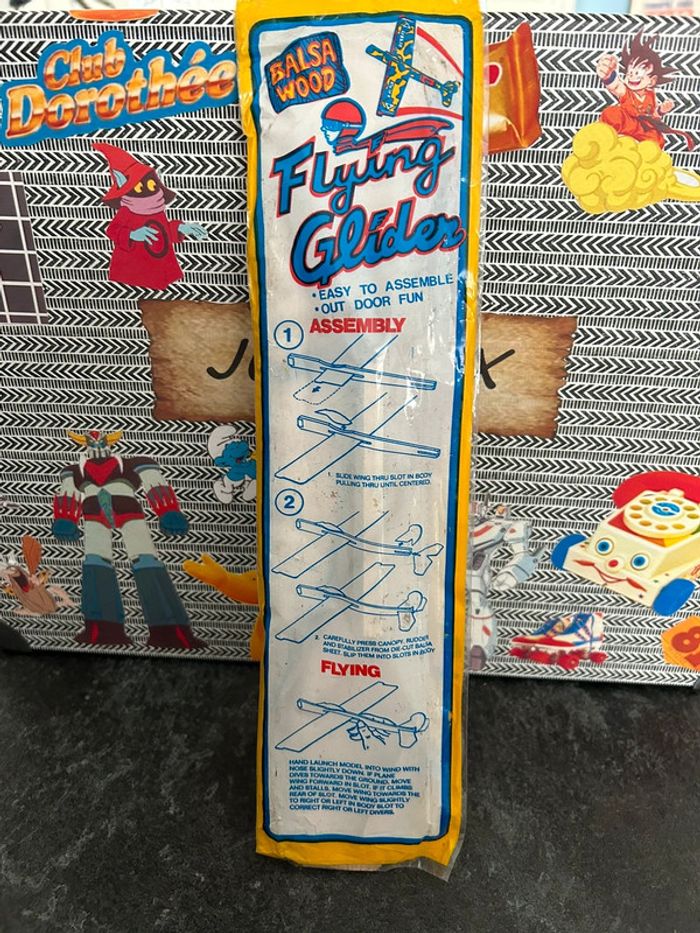 Club
Dorothée
BALSA
WOOD
Flying
Glider
• EASY TO ASSEMBLE
• OUT DOOR FUN
1 ASSEMBLY
1. SLIDE WING THRU SLOT IN BODY
PULLING THRU UNTIL CENTERED.
2
2. CAREFULLY PRESS CANOPY, RUDDER
AND STABILIZER FROM DIE-CUT BALSA
SHEET. SLIP THEM INTO SLOTS IN BODY
FLYING
HAND LAUNCH MODEL INTO WIND WITH
NOSE SLIGHTLY DOWN. IF PLANE
DIVES TOWARDS THE GROUND. MOVE
WING FORWARD IN SLOT. IF IT CLIMBS
AND STALLS. MOVE WING TOWARDS THE
REAR OF SLOT. MOVE WING SLIGHTLY
TO RIGHT OR LEFT IN BODY SLOT TO
CORRECT RIGHT OR LEFT DIVERS.